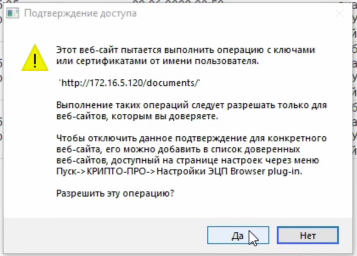 Подтверждение доступа
Этот веб-сайт пытается выполнить операцию с ключами
или сертификатами от имени пользователя.
'http://172.16.5.120/documents/'
Выполнение таких операций следует разрешать только для
веб-сайтов, которым вы доверяете.
Чтобы отключить данное подтверждение для конкретного
веб-сайта, его можно добавить в список доверенных
веб-сайтов, доступный на странице настроек через меню
Пуск->КРИПТО-ПРО->Настройки ЭЦП Browser plug-in.
Разрешить эту операцию?
Да
Нет